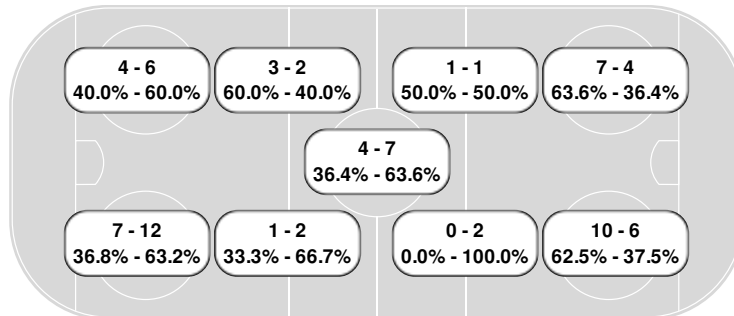 4 - 6
40.0% - 60.0%
3 - 2
60.0% - 40.0%
1 - 1
50.0% - 50.0%
7 - 4
63.6% - 36.4%
4 - 7
36.4% - 63.6%
7 - 12
36.8% - 63.2%
1 - 2
33.3% - 66.7%
0 - 2
0.0% - 100.0%
10 - 6
62.5% - 37.5%